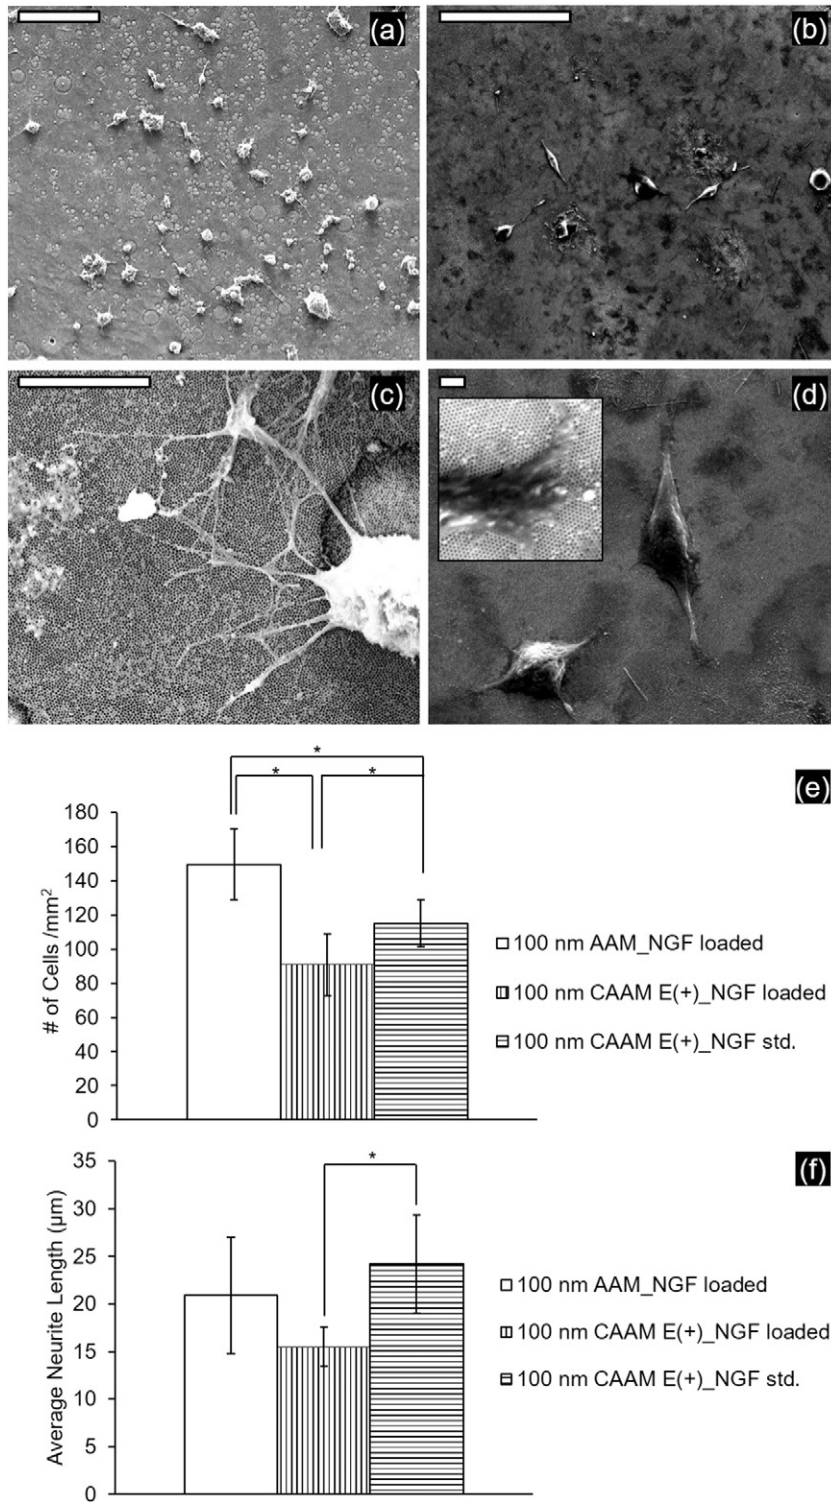 (a)
(b)
(c)
(d)
(e)
*
*
*
# of Cells /mm²
180
160
140
120
100
80
60
40
20
0
100 nm AAM_NGF loaded
100 nm CAAM E(+)_NGF loaded
100 nm CAAM E(+)_NGF std.
(f)
*
Average Neurite Length (µm)
35
30
25
20
15
10
5
0
100 nm AAM_NGF loaded
100 nm CAAM E(+)_NGF loaded
100 nm CAAM E(+)_NGF std.